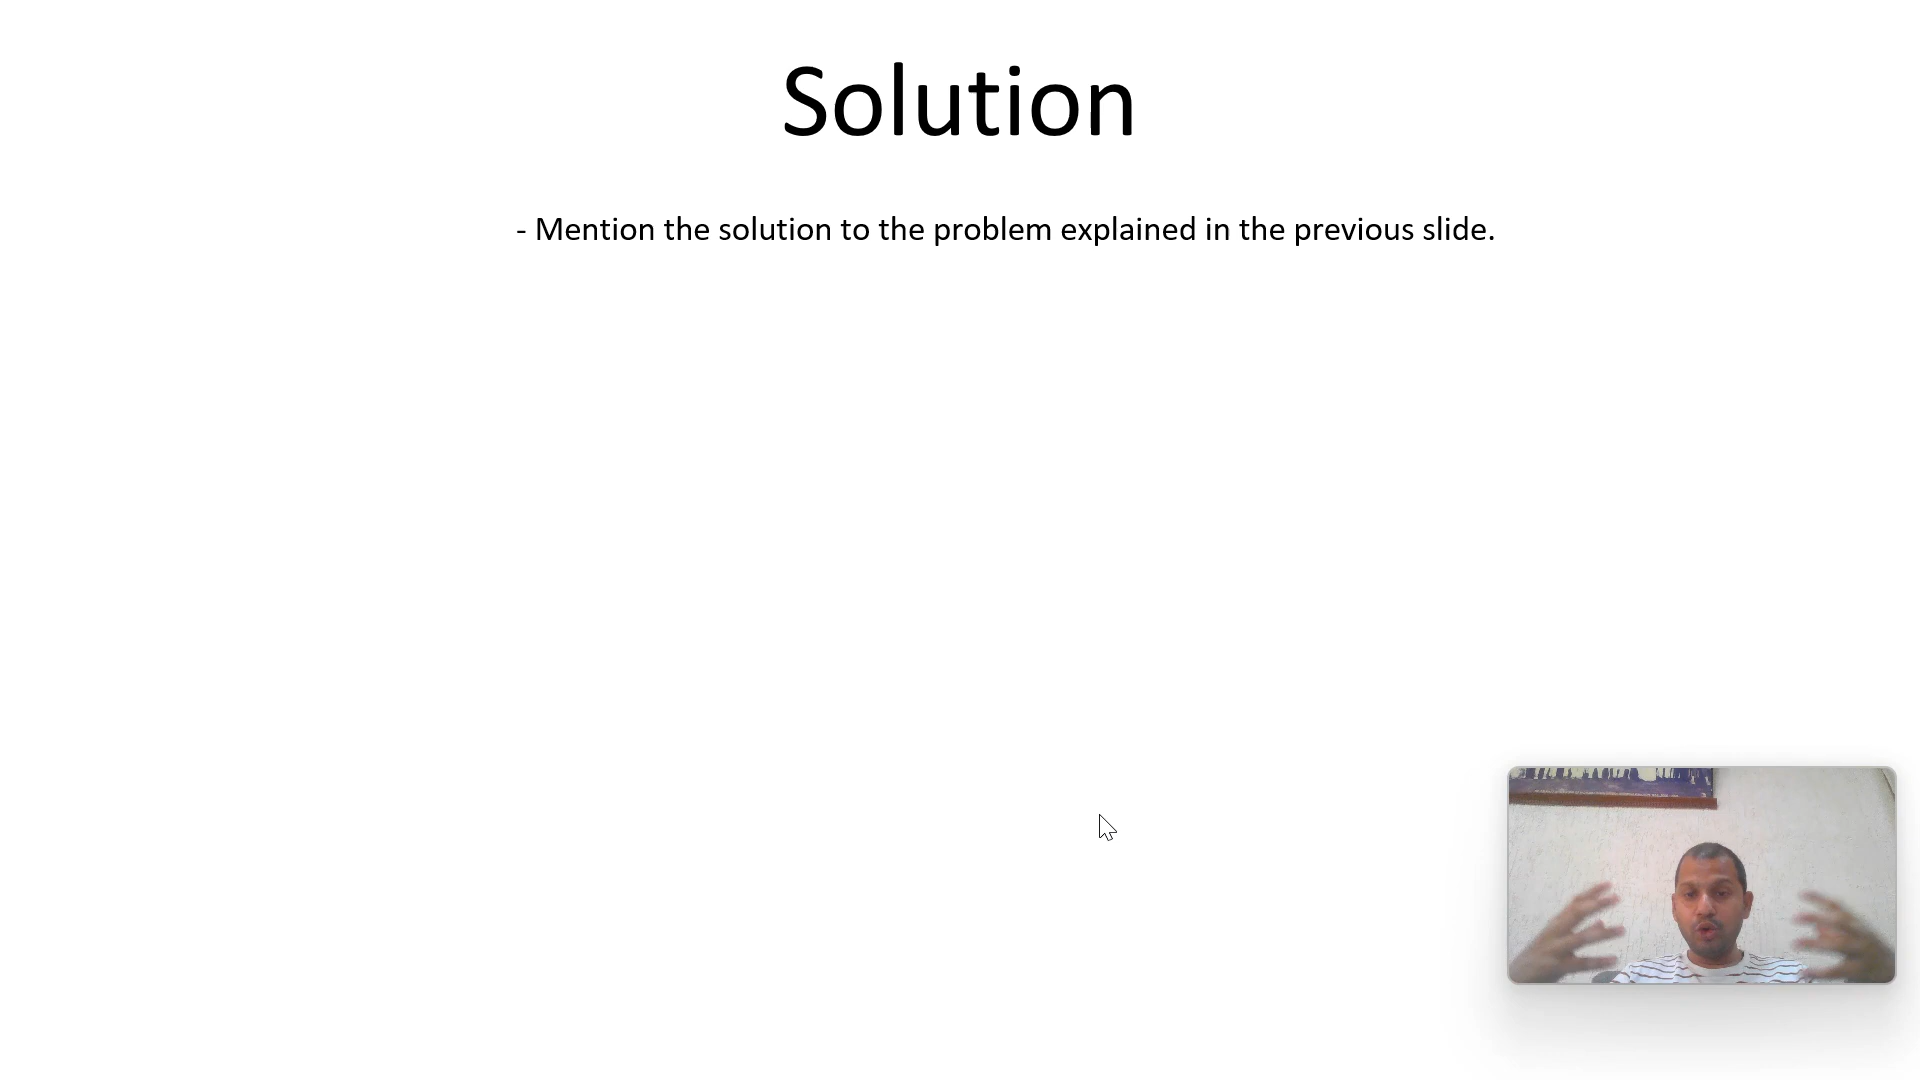 Solution
- Mention the solution to the problem explained in the previous slide.